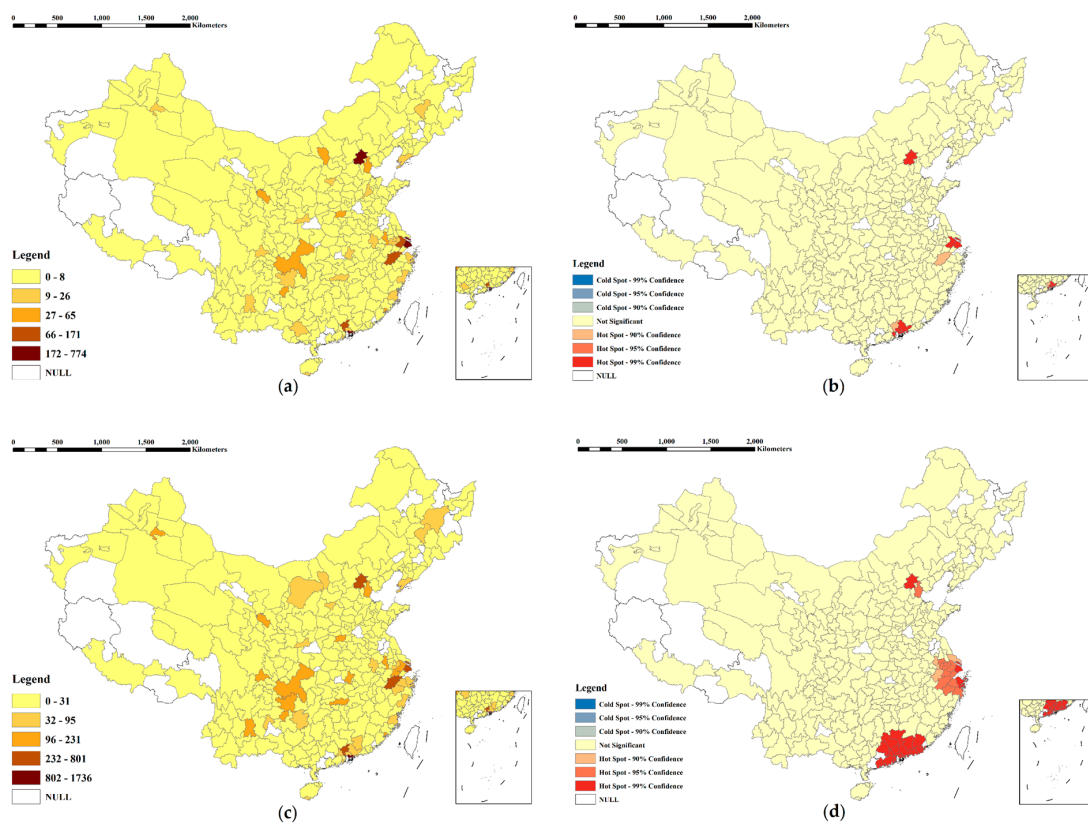 0 500 1,000 1,500 2,000
Kilometers
Legend
0 - 8
9 - 26
27 - 65
66 - 171
172 - 774
NULL
(a)
0 500 1,000 1,500 2,000
Kilometers
Legend
Cold Spot - 99% Confidence
Cold Spot - 95% Confidence
Cold Spot - 90% Confidence
Not Significant
Hot Spot - 90% Confidence
Hot Spot - 95% Confidence
Hot Spot - 99% Confidence
NULL
(b)
0 500 1,000 1,500 2,000
Kilometers
Legend
0 - 31
32 - 95
96 - 231
232 - 801
802 - 1736
NULL
(c)
0 500 1,000 1,500 2,000
Kilometers
Legend
Cold Spot - 99% Confidence
Cold Spot - 95% Confidence
Cold Spot - 90% Confidence
Not Significant
Hot Spot - 90% Confidence
Hot Spot - 95% Confidence
Hot Spot - 99% Confidence
NULL
(d)